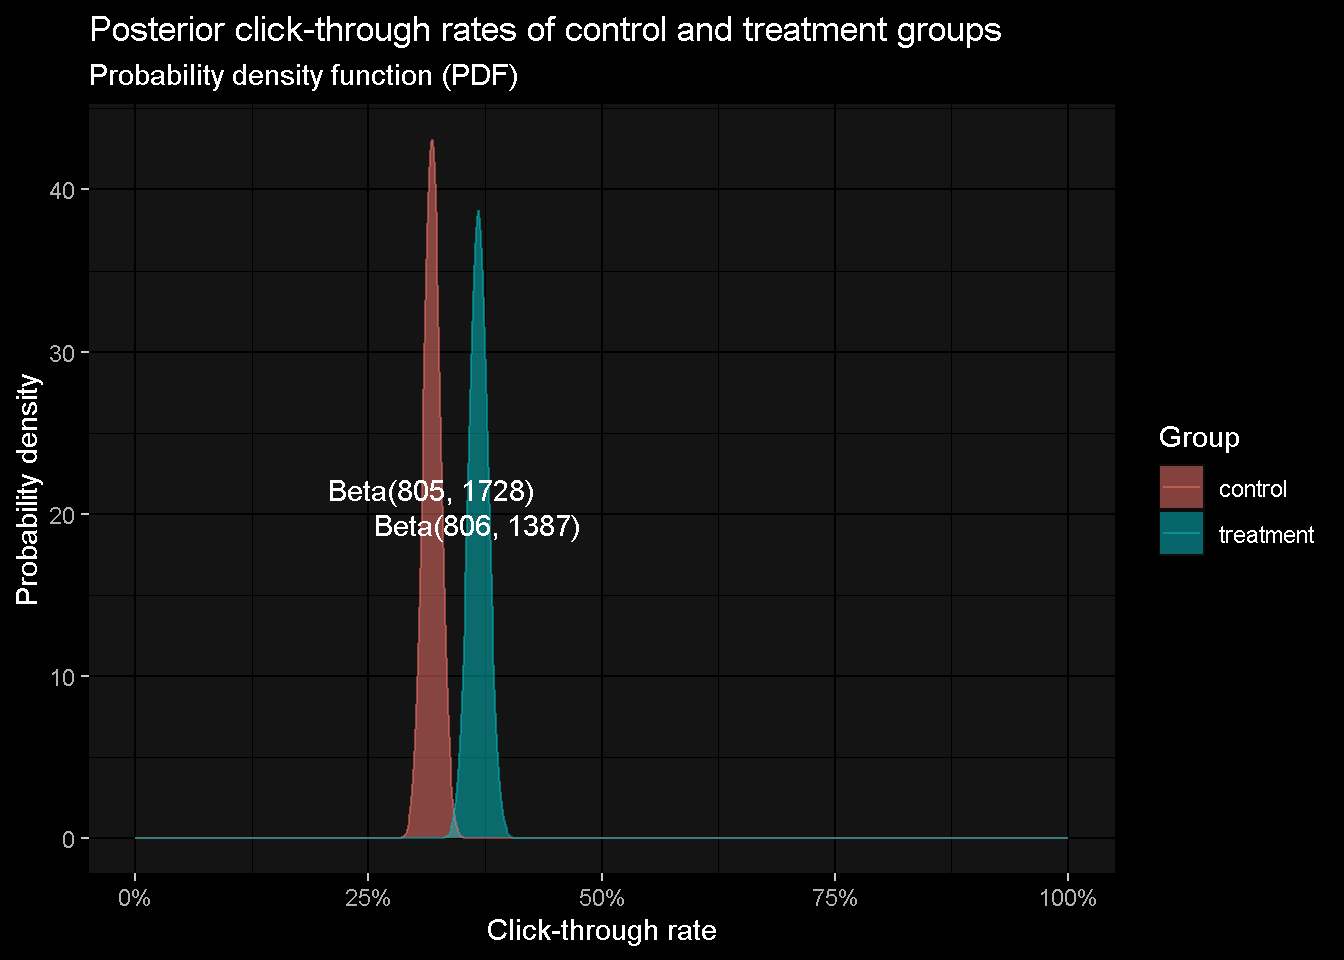 Posterior click-through rates of control and treatment groups
Probability density function (PDF)
Probability density
40
30
20
10
0
Beta(805, 1728)
Beta(806, 1387)
0%
25%
50%
75%
100%
Click-through rate
Group
control
treatment